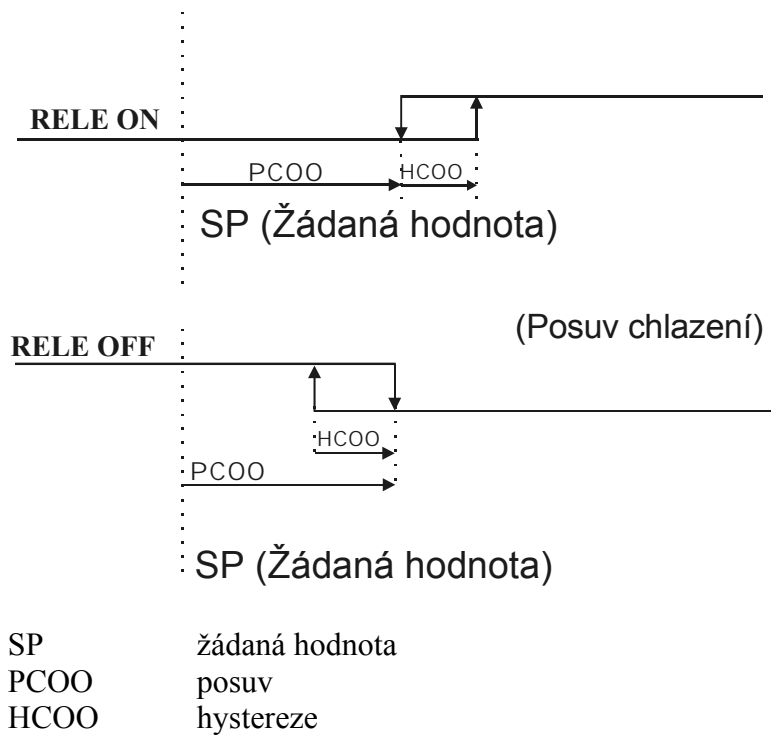 RELE ON
PCOO
HCOO
SP (Žádaná hodnota)
(Posuv chlazení)
RELE OFF
HCOO
PCOO
SP (Žádaná hodnota)
SP žádaná hodnota
PCOO posuv
HCOO hystereze